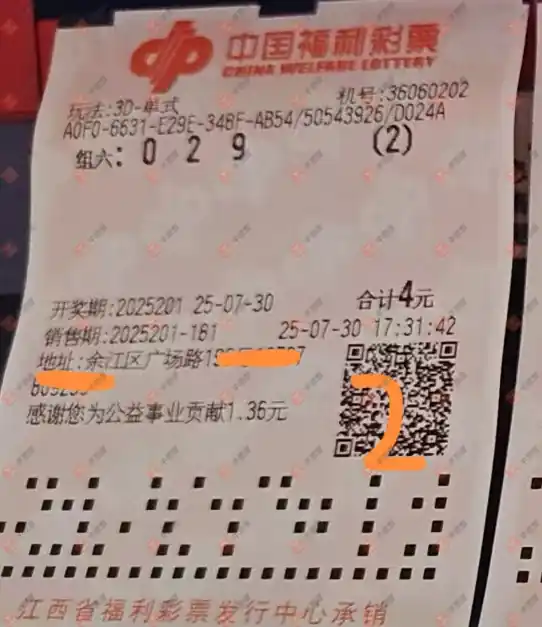 中国福利彩票
CHINA WELFARE LOTTERY
玩法:3D-单式 机号:36060202
A0F0-6631-E29E-348F-AB54/50543926/D024A
组六: 0 2 9 (2)
开奖期:2025201 25-07-30 合计4元
销售期:2025201-181 25-07-30 17:31:42
地址:余江区广场路
感谢您为公益事业贡献1.36元
2
江西省福利彩票发行中心承销